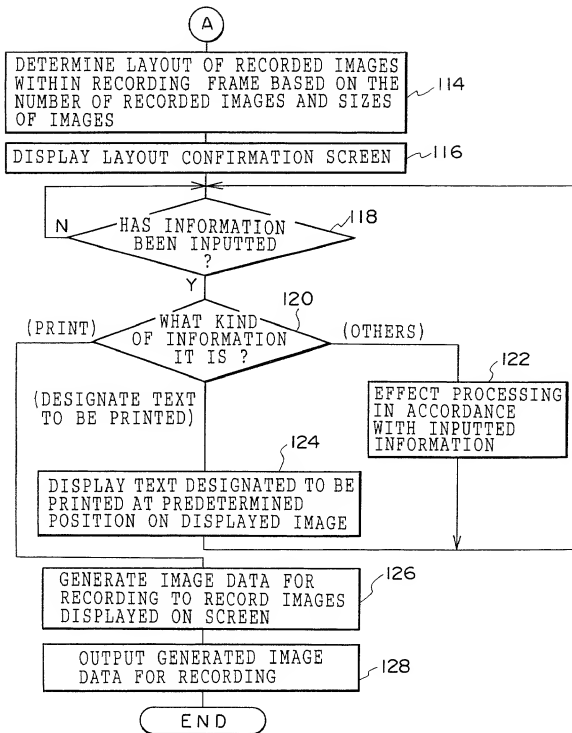 A
DETERMINE LAYOUT OF RECORDED IMAGES
WITHIN RECORDING FRAME BASED ON THE
NUMBER OF RECORDED IMAGES AND SIZES
OF IMAGES
114
DISPLAY LAYOUT CONFIRMATION SCREEN
116
N
HAS INFORMATION
BEEN INPUTTED
?
118
Y
120
(PRINT)
WHAT KIND
OF INFORMATION
IT IS ?
(OTHERS)
(DESIGNATE TEXT
TO BE PRINTED)
122
EFFECT PROCESSING
IN ACCORDANCE
WITH INPUTTED
INFORMATION
124
DISPLAY TEXT DESIGNATED TO BE
PRINTED AT PREDETERMINED
POSITION ON DISPLAYED IMAGE
GENERATE IMAGE DATA FOR
RECORDING TO RECORD IMAGES
DISPLAYED ON SCREEN
126
OUTPUT GENERATED IMAGE
DATA FOR RECORDING
128
END